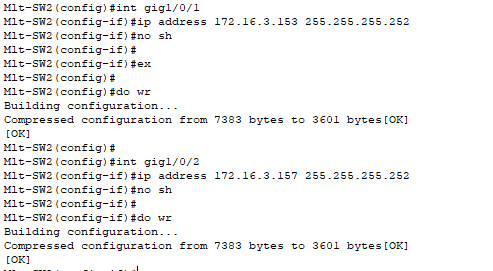 Mlt-SW2(config)#int gig1/0/1
Mlt-SW2(config-if)#ip address 172.16.3.153 255.255.255.252
Mlt-SW2(config-if)#no sh
Mlt-SW2(config-if)#
Mlt-SW2(config-if)#ex
Mlt-SW2(config)#
Mlt-SW2(config)#do wr
Building configuration...
Compressed configuration from 7383 bytes to 3601 bytes[OK]
[OK]
Mlt-SW2(config)#
Mlt-SW2(config)#int gig1/0/2
Mlt-SW2(config-if)#ip address 172.16.3.157 255.255.255.252
Mlt-SW2(config-if)#no sh
Mlt-SW2(config-if)#
Mlt-SW2(config-if)#do wr
Building configuration...
Compressed configuration from 7383 bytes to 3601 bytes[OK]
[OK]